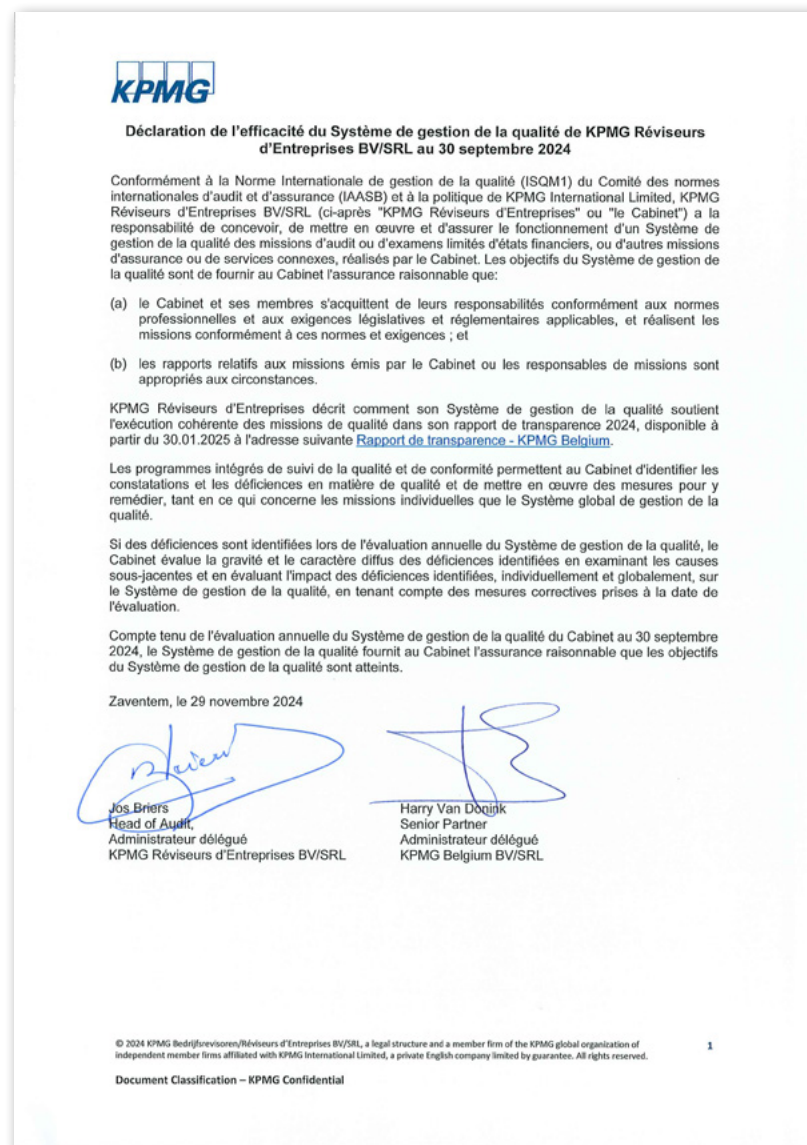 KPMG
Déclaration de l'efficacité du Système de gestion de la qualité de KPMG Réviseurs
d'Entreprises BV/SRL au 30 septembre 2024
Conformément à la Norme Internationale de gestion de la qualité (ISQM1) du Comité des normes
internationales d'audit et d'assurance (IAASB) et à la politique de KPMG International Limited, KPMG
Réviseurs d'Entreprises BV/SRL (ci-après "KPMG Réviseurs d'Entreprises" ou "le Cabinet") a la
responsabilité de concevoir, de mettre en œuvre et d'assurer le fonctionnement d'un Système de
gestion de la qualité des missions d'audit ou d'examens limités d'états financiers, ou d'autres missions
d'assurance ou de services connexes, réalisés par le Cabinet. Les objectifs du Système de gestion de
la qualité sont de fournir au Cabinet l'assurance raisonnable que:
(a) le Cabinet et ses membres s'acquittent de leurs responsabilités conformément aux normes
professionnelles et aux exigences législatives et réglementaires applicables, et réalisent les
missions conformément à ces normes et exigences ; et
(b) les rapports relatifs aux missions émis par le Cabinet ou les responsables de missions sont
appropriés aux circonstances.
KPMG Réviseurs d'Entreprises décrit comment son Système de gestion de la qualité soutient
l'exécution cohérente des missions de qualité dans son rapport de transparence 2024, disponible à
partir du 30.01.2025 à l'adresse suivante Rapport de transparence - KPMG Belgium.
Les programmes intégrés de suivi de la qualité et de conformité permettent au Cabinet d'identifier les
constatations et les déficiences en matière de qualité et de mettre en œuvre des mesures pour y
remédier, tant en ce qui concerne les missions individuelles que le Système global de gestion de la
qualité.
Si des déficiences sont identifiées lors de l'évaluation annuelle du Système de gestion de la qualité, le
Cabinet évalue la gravité et le caractère diffus des déficiences identifiées en examinant les causes
sous-jacentes et en évaluant l'impact des déficiences identifiées, individuellement et globalement, sur
le Système de gestion de la qualité, en tenant compte des mesures correctives prises à la date de
l'évaluation.
Compte tenu de l'évaluation annuelle du Système de gestion de la qualité du Cabinet au 30 septembre
2024, le Système de gestion de la qualité fournit au Cabinet l'assurance raisonnable que les objectifs
du Système de gestion de la qualité sont atteints.
Zaventem, le 29 novembre 2024
Jos Briers
Head of Audit,
Administrateur délégué
KPMG Réviseurs d'Entreprises BV/SRL
Harry Van Donink
Senior Partner
Administrateur délégué
KPMG Belgium BV/SRL
© 2024 KPMG Bedrijfsrevisoren/Réviseurs d'Entreprises BV/SRL, a legal structure and a member firm of the KPMG global organization of
independent member firms affiliated with KPMG International Limited, a private English company limited by guarantee. All rights reserved.
1
Document Classification – KPMG Confidential